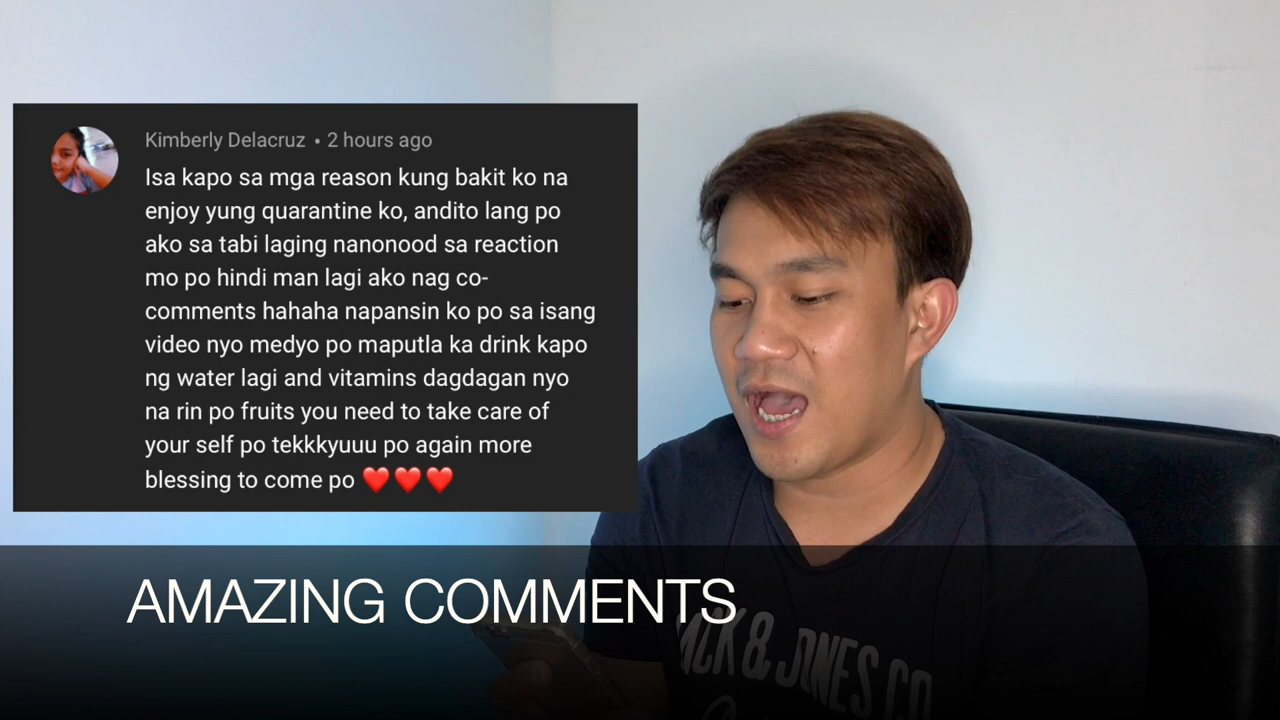 Kimberly Delacruz • 2 hours ago
Isa kapo sa mga reason kung bakit ko na
enjoy yung quarantine ko, andito lang po
ako sa tabi laging nanonood sa reaction
mo po hindi man lagi ako nag co-
comments hahaha napansin ko po sa isang
video nyo medyo po maputla ka drink kapo
ng water lagi and vitamins dagdagan nyo
na rin po fruits you need to take care of
your self po tekkkyuuu po again more
blessing to come po ❤️❤️❤️
AMAZING COMMENTS
& JONES CO